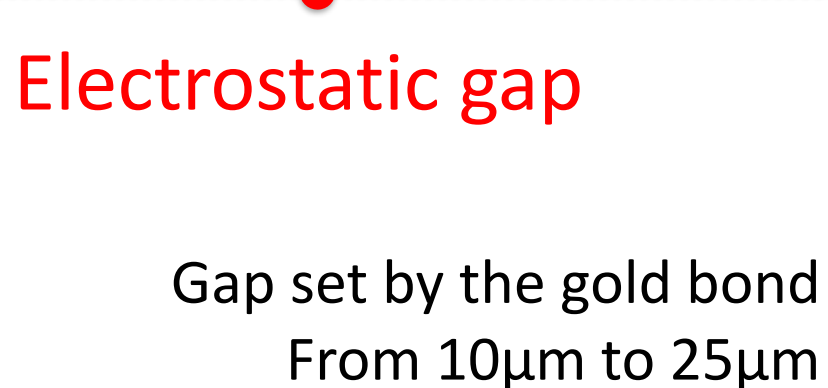 Electrostatic gap
Gap set by the gold bond
From 10µm to 25µm